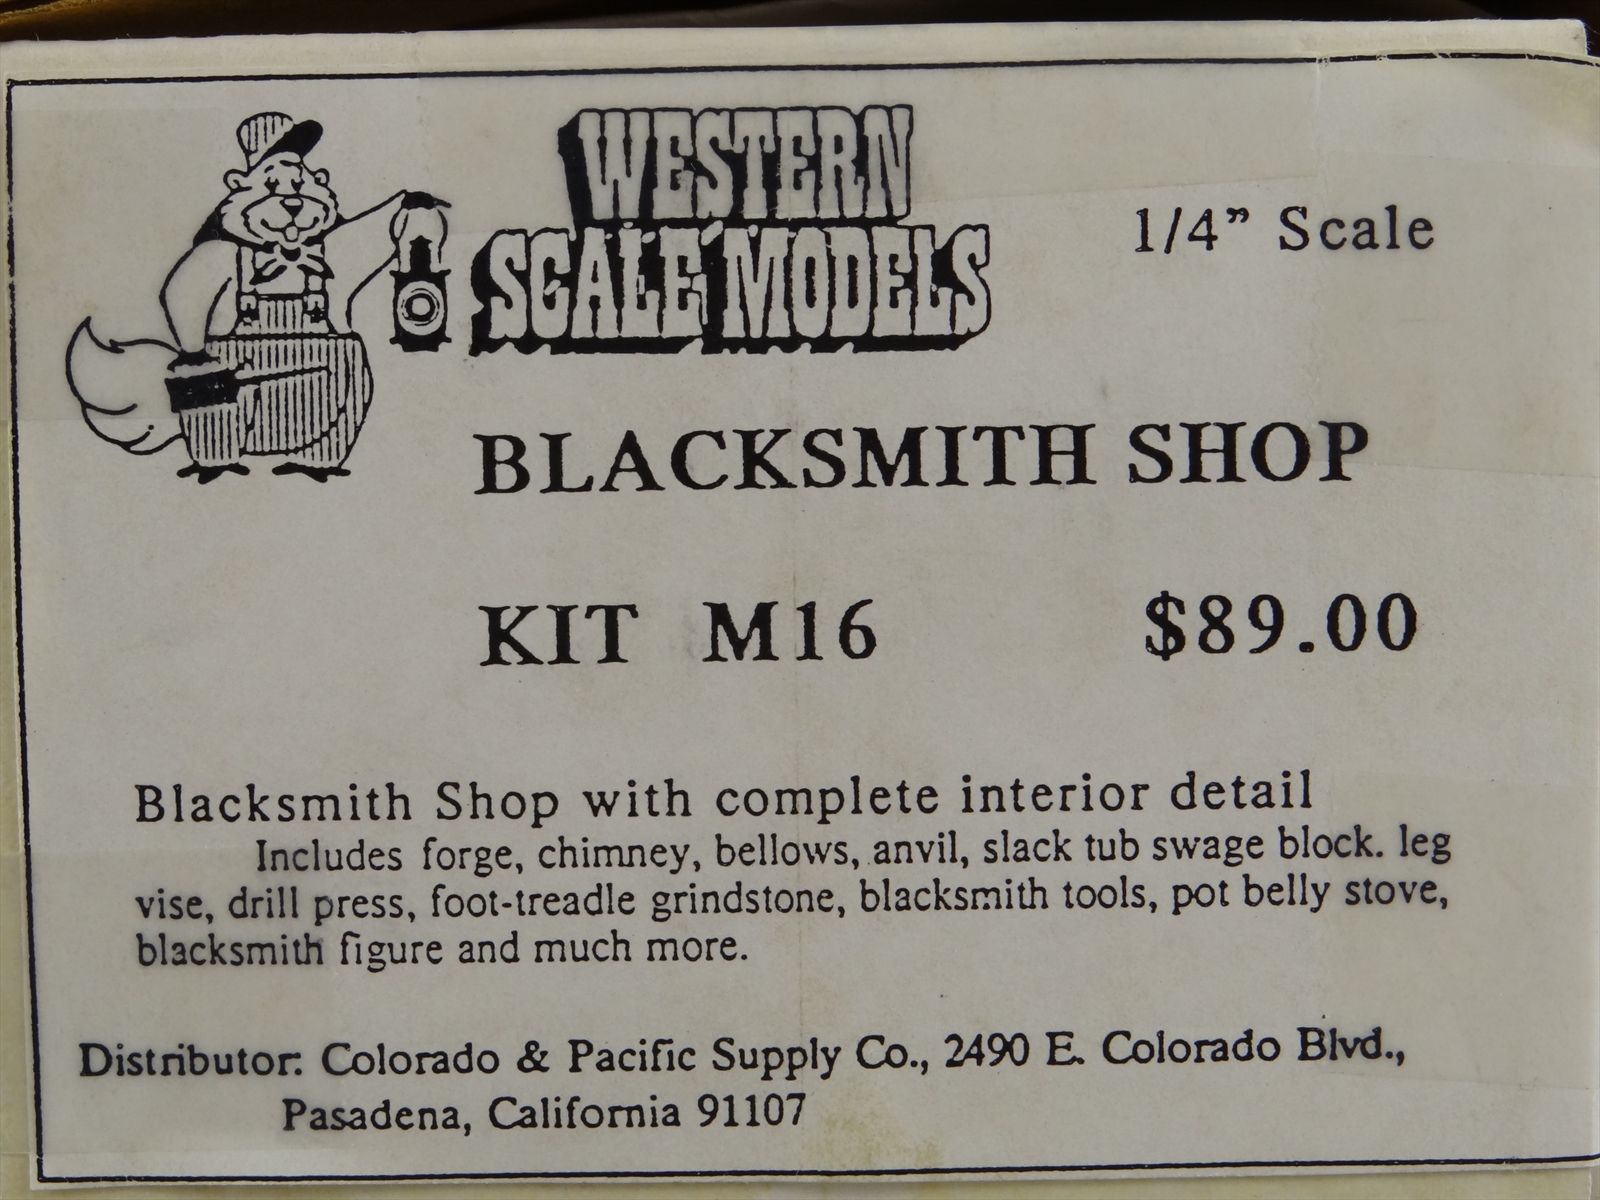 WESTERN
SCALE MODELS
1/4” Scale
BLACKSMITH SHOP
KIT M16 $89.00
Blacksmith Shop with complete interior detail
Includes forge, chimney, bellows, anvil, slack tub swage block. leg
vise, drill press, foot-treadle grindstone, blacksmith tools, pot belly stove,
blacksmith figure and much more.
Distributor: Colorado & Pacific Supply Co., 2490 E. Colorado Blvd.,
Pasadena, California 91107